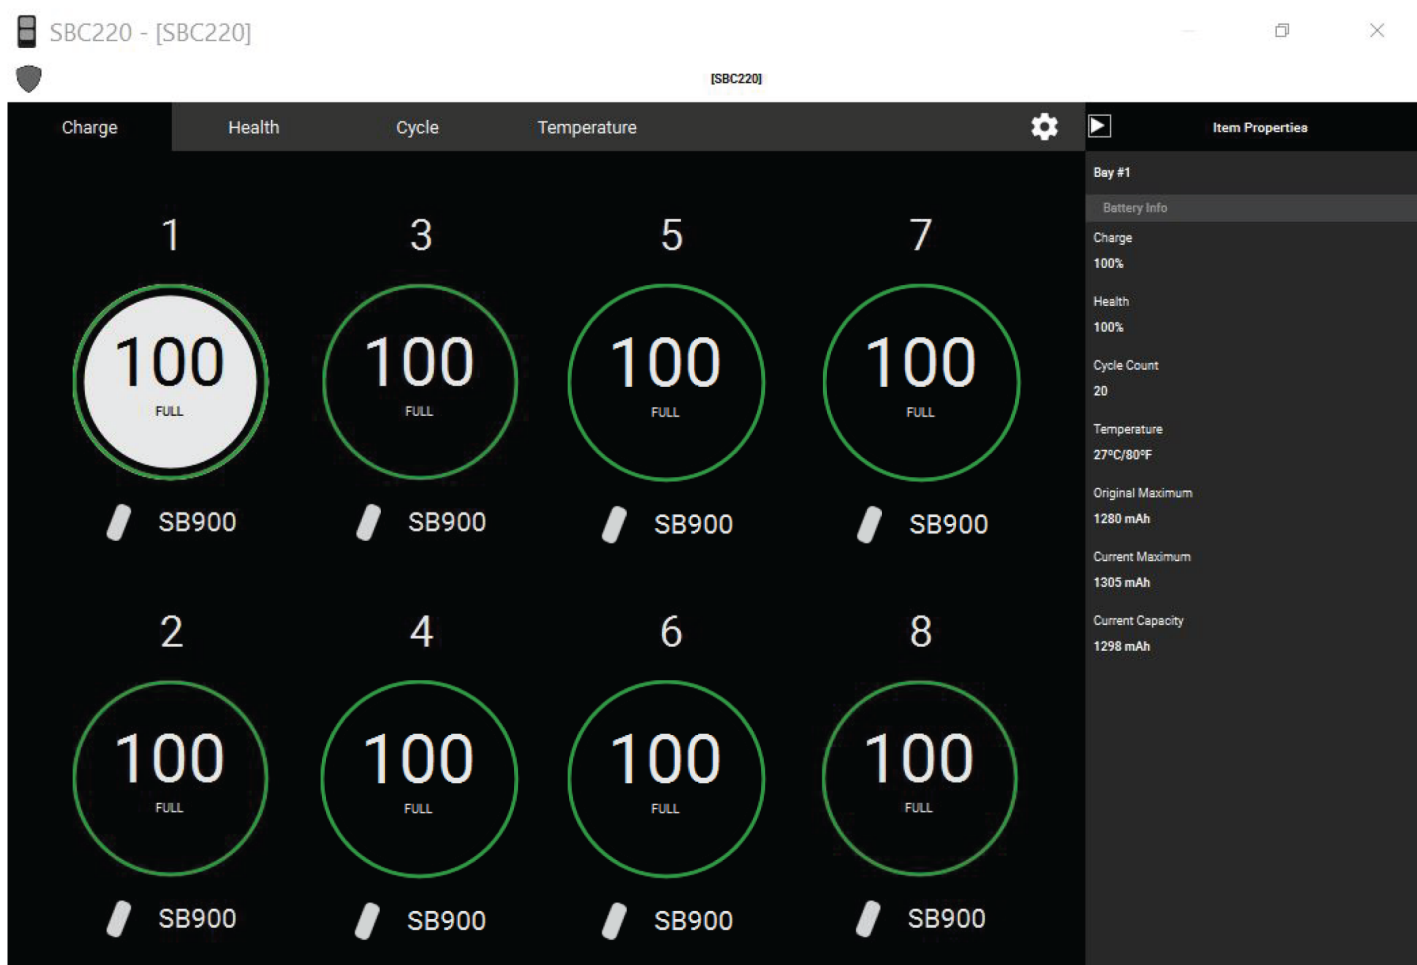 SBC220 - [SBC220]
[SBC220]
Charge Health Cycle Temperature
1 3 5 7
100 100 100 100
FULL FULL FULL FULL
SB900 SB900 SB900 SB900
2 4 6 8
100 100 100 100
FULL FULL FULL FULL
SB900 SB900 SB900 SB900
Item Properties
Bay #1
Battery Info
Charge
100%
Health
100%
Cycle Count
20
Temperature
27ºC/80ºF
Original Maximum
1280 mAh
Current Maximum
1305 mAh
Current Capacity
1298 mAh